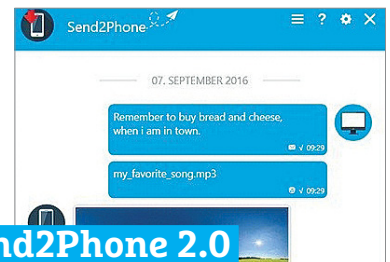 Send2Phone
?
07. SEPTEMBER 2016
Remember to buy bread and cheese,
when i am in town.
√ 09:29
my_favorite_song.mp3
√ 09:29
nd2Phone 2.0